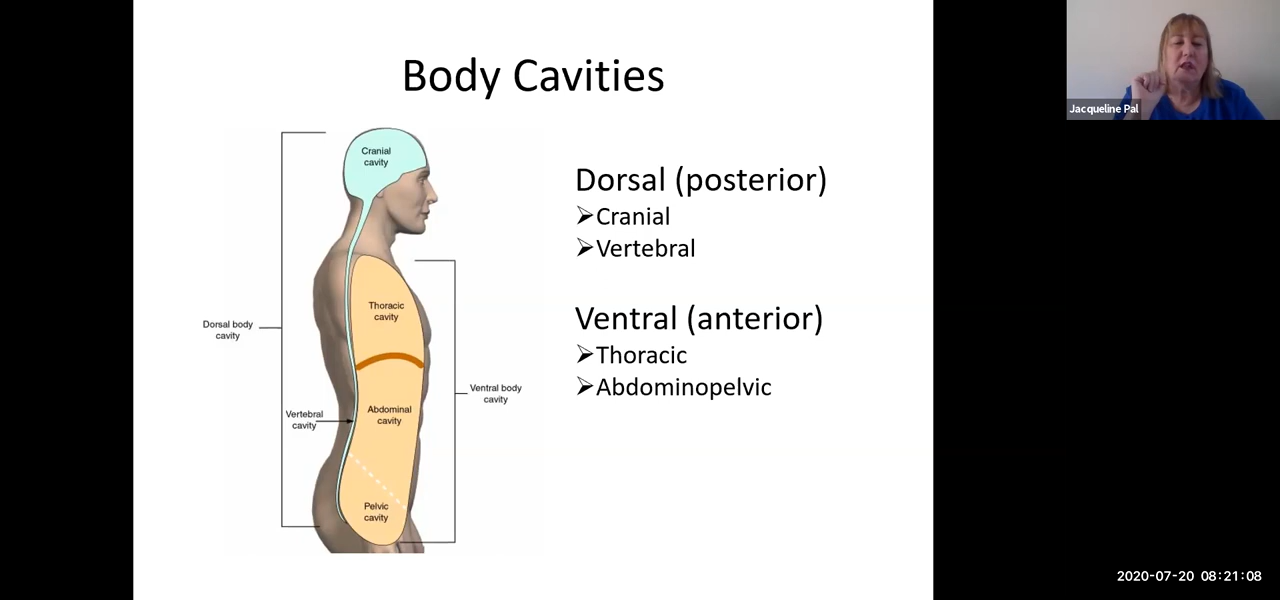 Body Cavities
Cranial
cavity
Thoracic
cavity
Dorsal body
cavity
Ventral body
cavity
Vertebral
cavity
Abdominal
cavity
Pelvic
cavity
Dorsal (posterior)
➢Cranial
➢Vertebral
Ventral (anterior)
➢Thoracic
➢Abdominopelvic
Jacqueline Pal
2020-07-20 08:21:08